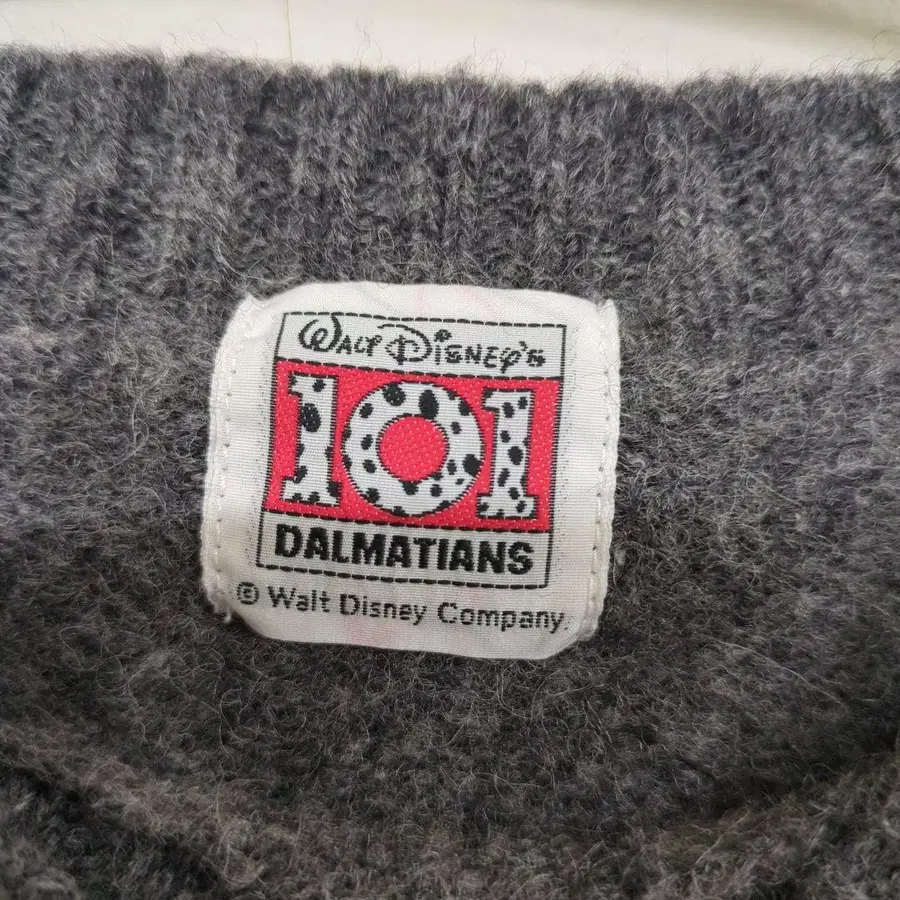 WALT DISNEY'S
101
DALMATIANS
© Walt Disney Company.